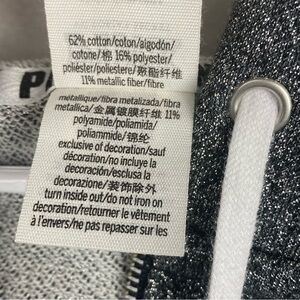 62% cotton/coton/algodón/
cotone/棉 16% polyester/
poliéster/poliestere/聚酯纤维
11% metallic fiber/fibre
P
métallique/fibra metalizada/fibra
metallica/金属镀膜纤维 11%
polyamide/poliamida/
poliammide/锦纶
exclusive of decoration/sauf
décoration/no incluye la
decoración/esclusa la
decorazione/装饰除外
turn inside out/do not iron on
decoration/retourner le vêtement
à l'envers/ne pas repasser sur les